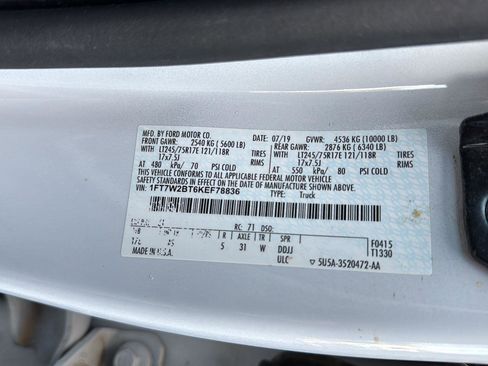 MFD. BY FORD MOTOR CO.
07/19 GVWR: 4536 KG (10000 LB)
FRONT GAWR: 2540 KG (5600 LB) REAR GAWR: 2876 KG (6340 LB)
WITH LT245/75R17E 121/118R TIRES WITH LT245/75R17E 121/118R TIRES
17x7.5J RIMS 17x7.5J RIMS
AT 480 kPa/ 70 PSI COLD AT 550 kPa/ 80 PSI COLD
THIS VEHICLE CONFORMS TO ALL APPLICABLE FEDERAL MOTOR VEHICLE
SAFETY STANDARDS IN EFFECT ON THE DATE OF MANUFACTURE SHOWN ABOVE.
VIN: 1FT7W2BT6KEF78836 TYPE: Truck
RC: 71 DSO:
R AXLE TR SPR
5 31 W DDJJ F0415
ULC T1330
MADE IN U.S.A. 5U5A-3520472-AA